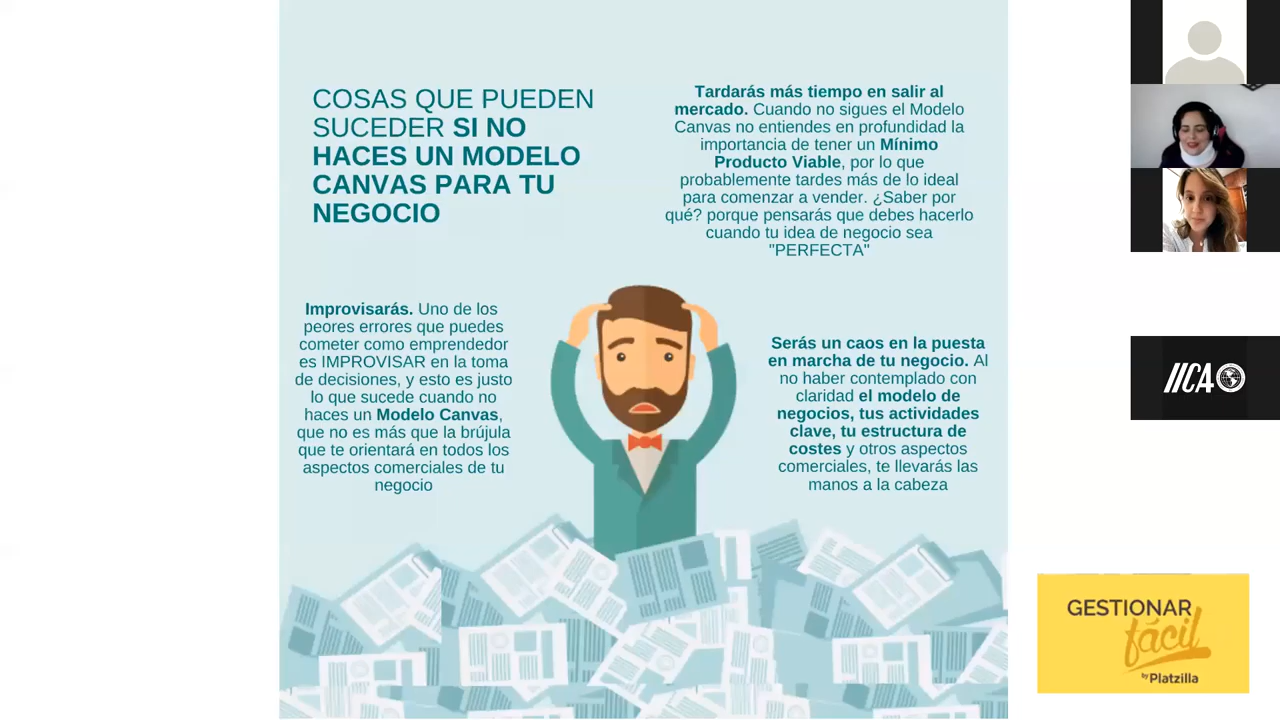 COSAS QUE PUEDEN
SUCEDER SI NO
HACES UN MODELO
CANVAS PARA TU
NEGOCIO
Tardarás más tiempo en salir al
mercado. Cuando no sigues el Modelo
Canvas no entiendes en profundidad la
importancia de tener un Mínimo
Producto Viable, por lo que
probablemente tardes más de lo ideal
para comenzar a vender. ¿Saber por
qué? porque pensarás que debes hacerlo
cuando tu idea de negocio sea
"PERFECTA"
Improvisarás. Uno de los
peores errores que puedes
cometer como emprendedor
es IMPROVISAR en la toma
de decisiones, y esto es justo
lo que sucede cuando no
haces un Modelo Canvas,
que no es más que la brújula
que te orientará en todos los
aspectos comerciales de tu
negocio
Serás un caos en la puesta
en marcha de tu negocio. Al
no haber contemplado con
claridad el modelo de
negocios, tus actividades
clave, tu estructura de
costes y otros aspectos
comerciales, te llevarás las
manos a la cabeza
IICA
GESTIONAR
fácil
by Platzilla